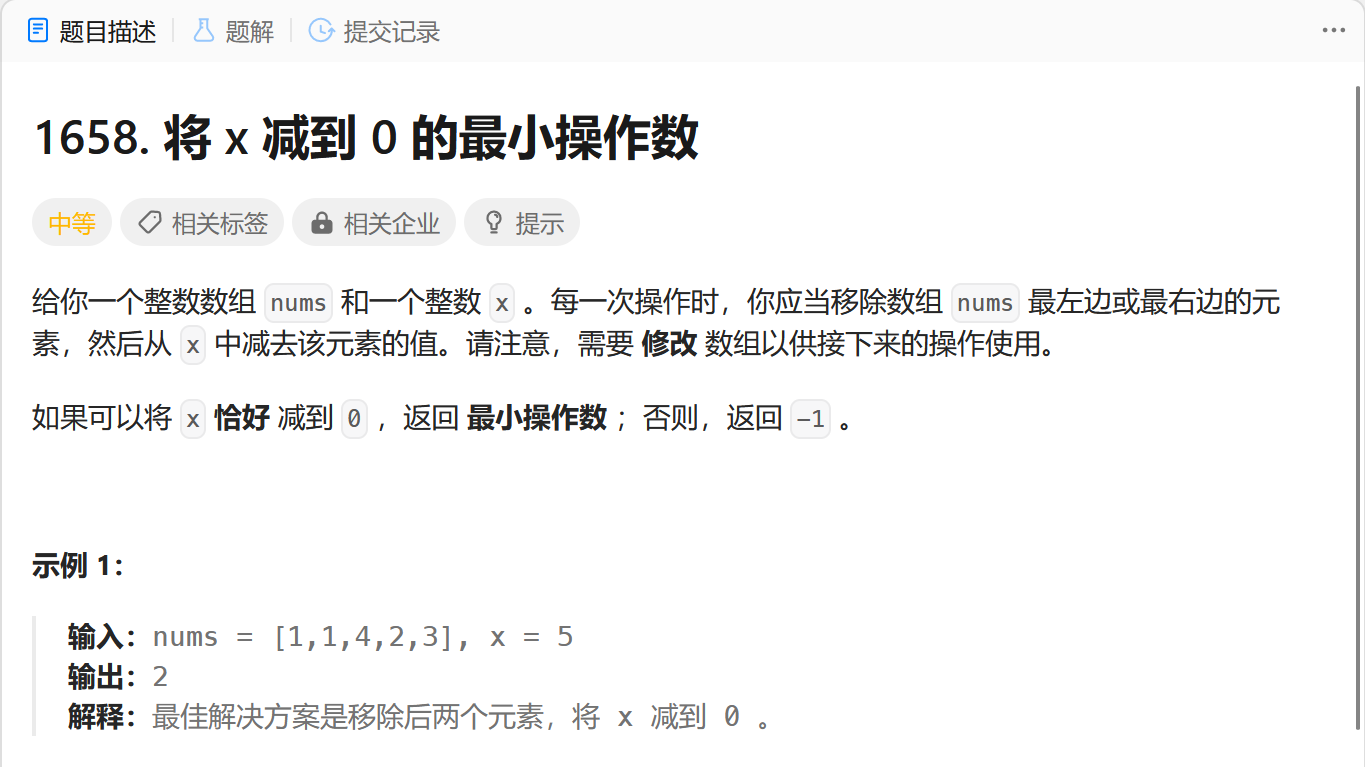 题目描述 题解 提交记录
1658. 将 x 减到 0 的最小操作数
中等 相关标签 相关企业 提示
给你一个整数数组 nums 和一个整数 x 。每一次操作时，你应当移除数组 nums 最左边或最右边的元
素，然后从 x 中减去该元素的值。请注意，需要 修改 数组以供接下来的操作使用。
如果可以将 x 恰好 减到 0 ，返回 最小操作数 ；否则，返回 -1 。
示例 1：
输入：nums = [1,1,4,2,3], x = 5
输出：2
解释：最佳解决方案是移除后两个元素，将 x 减到 0 。